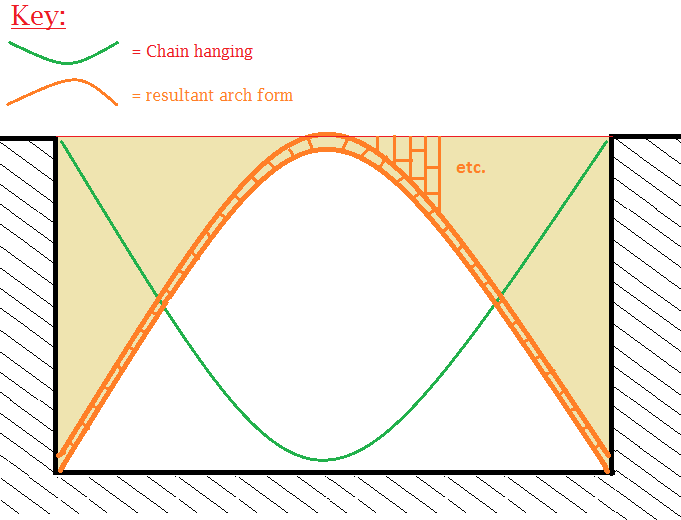 Key:
= Chain hanging
= resultant arch form
etc.